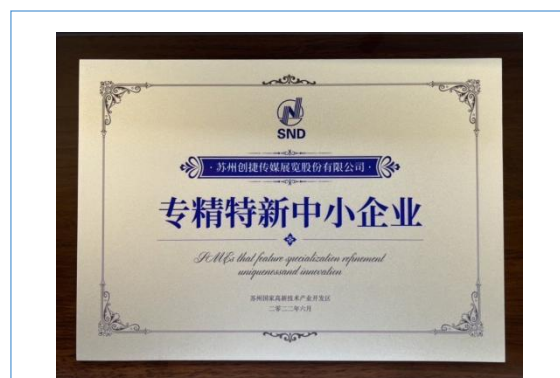 SND
·苏州创捷传媒展览股份有限公司·
专精特新中小企业
SMEs that feature specialization refinement
uniquenessand innovation
苏州国家高新技术产业开发区
二零二二年六月